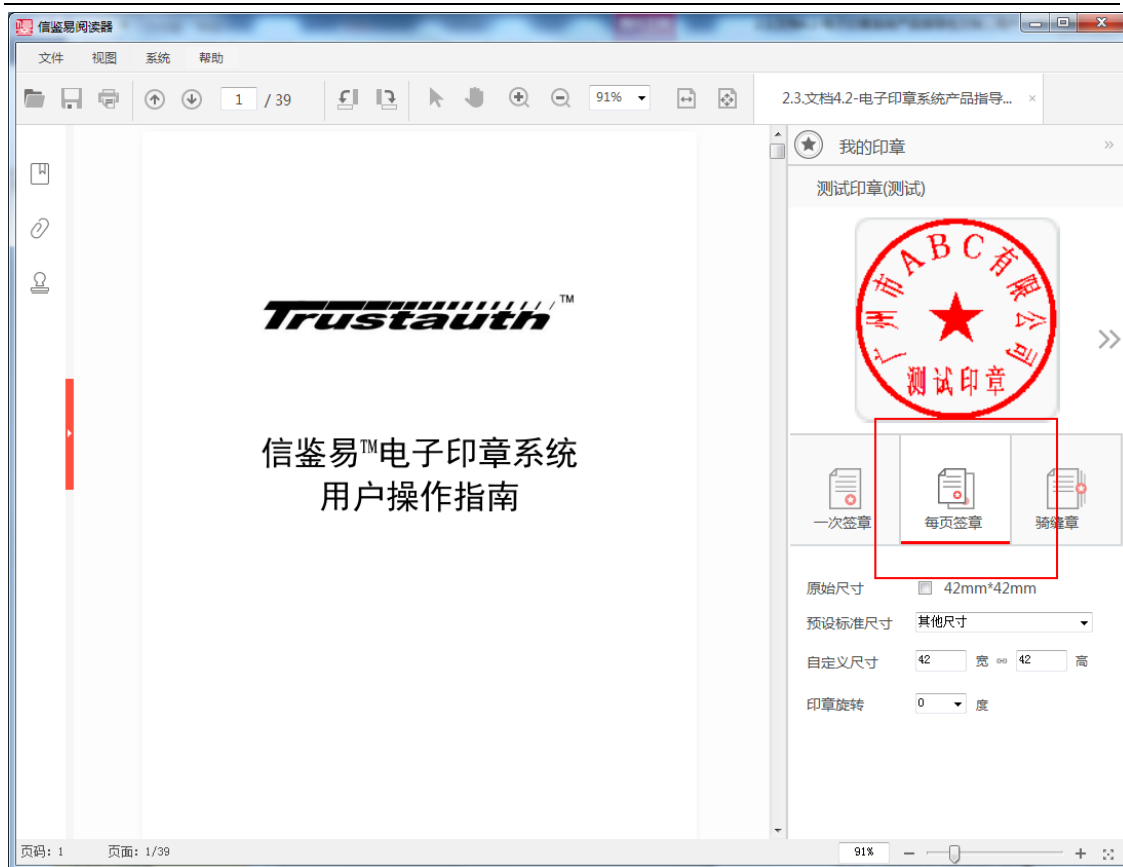 信鉴易阅读器
文件 视图 系统 帮助
1 / 39 91% 2.3.文档4.2-电子印章系统产品指导... ×
我的印章
测试印章(测试)
广州市ABC有限公司
测试印章
Trustauth™
信鉴易™电子印章系统
用户操作指南
一次签章 每页签章 骑缝章
原始尺寸 42mm*42mm
预设标准尺寸 其他尺寸
自定义尺寸 42 宽 42 高
印章旋转 0 度
页码: 1 页面: 1/39 91%